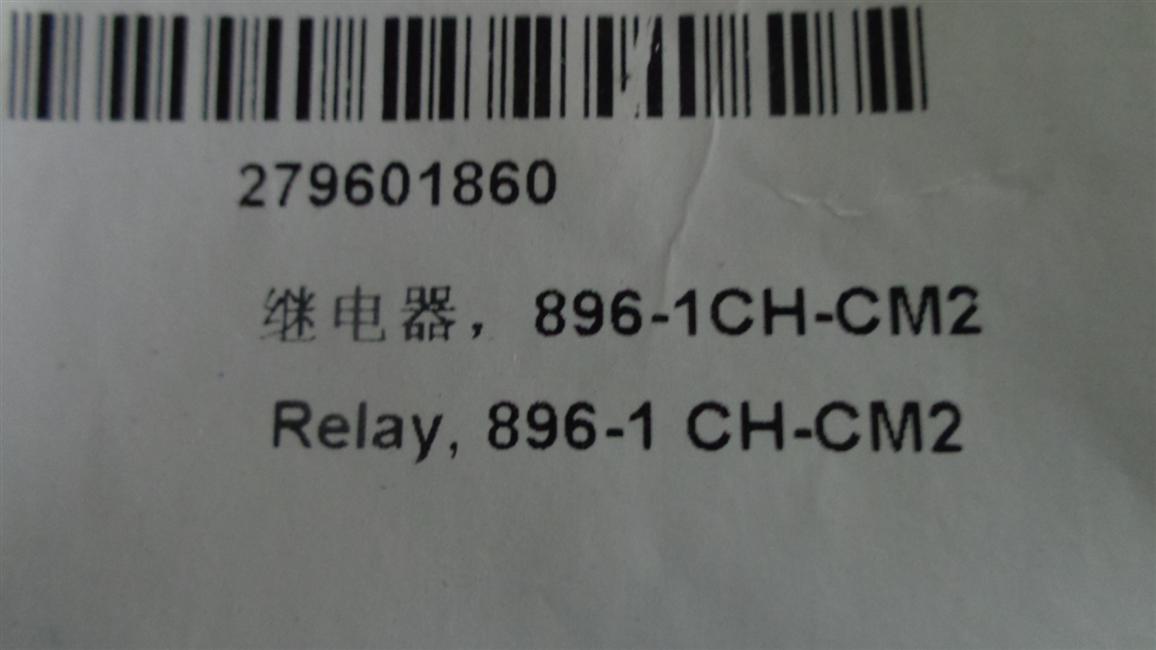 279601860
继电器，896-1CH-CM2
Relay, 896-1 CH-CM2